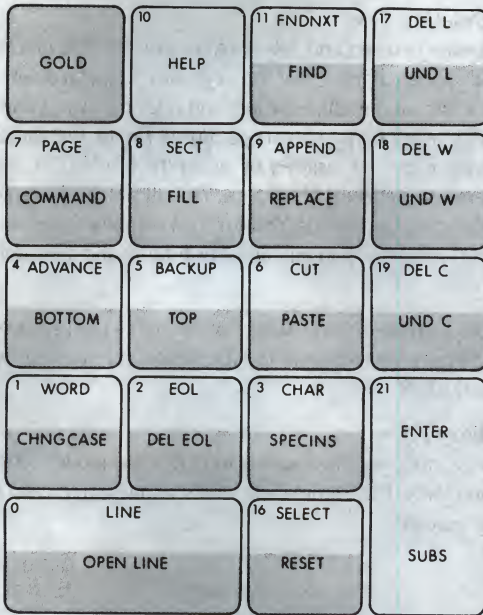 GOLD
10
HELP
11 FNDNXT
FIND
17 DEL L
UND L
7 PAGE
COMMAND
8 SECT
FILL
9 APPEND
REPLACE
18 DEL W
UND W
4 ADVANCE
BOTTOM
5 BACKUP
TOP
6 CUT
PASTE
19 DEL C
UND C
1 WORD
CHNGCASE
2 EOL
DEL EOL
3 CHAR
SPECINS
21
ENTER
SUBS
0 LINE
OPEN LINE
16 SELECT
RESET